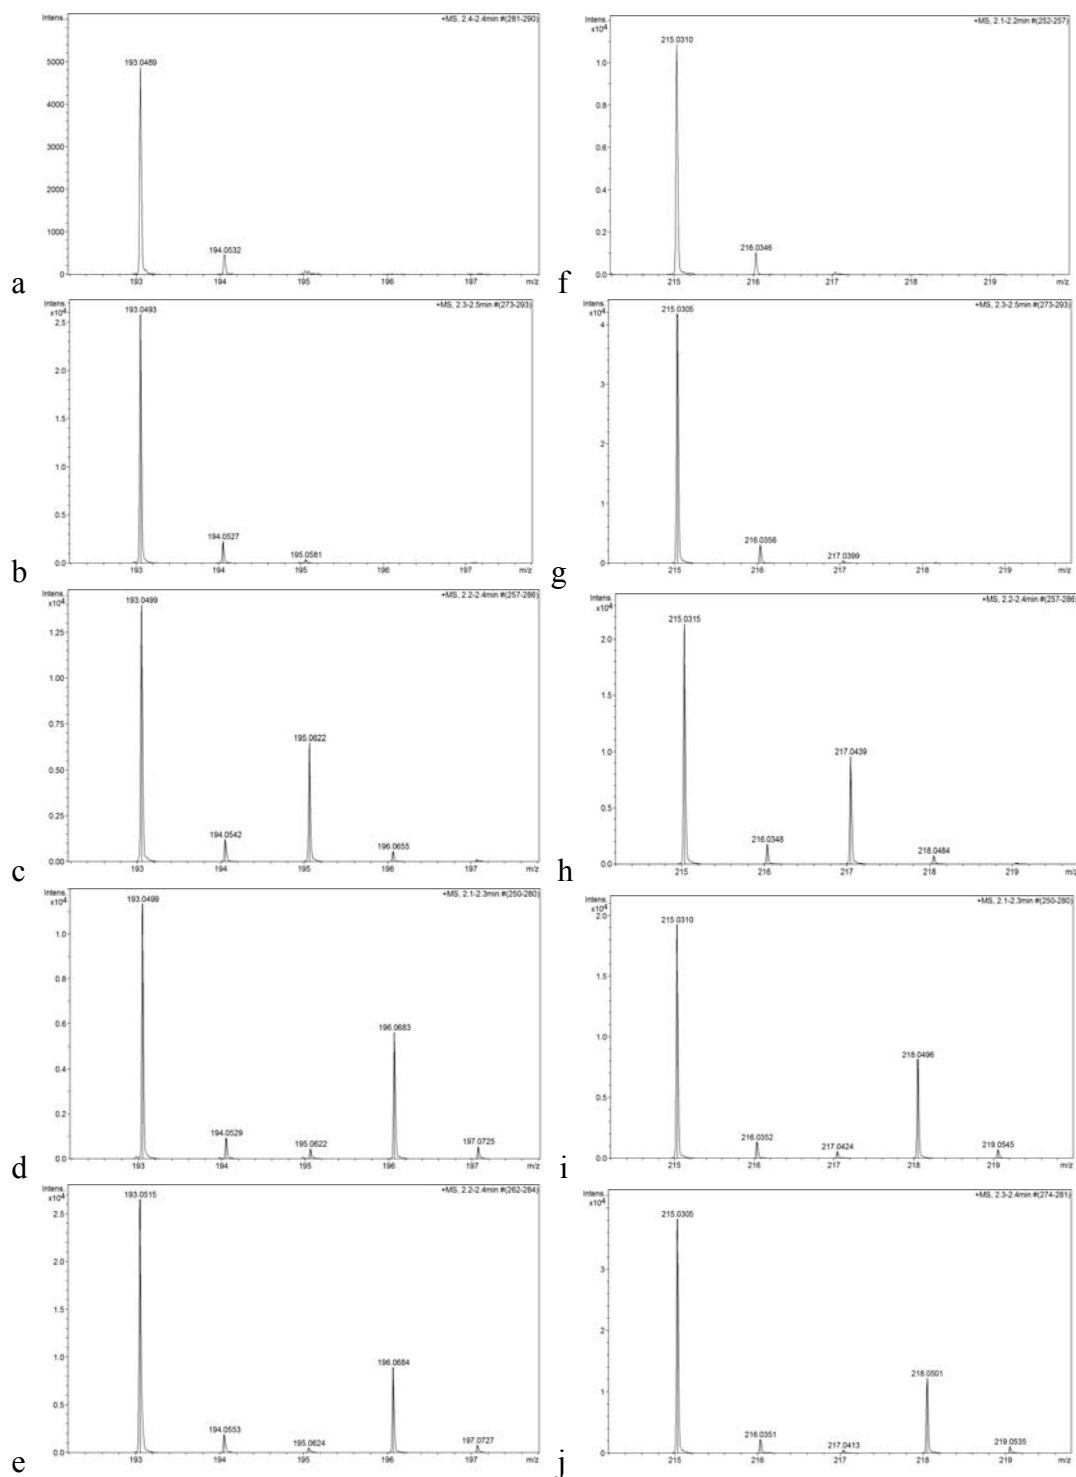 Intens.
+MS, 2.4-2.4min #(281-290)
193.0489
5000
4000
3000
2000
1000
0
194.0532
193 194 195 196 197 m/z
a
Intens.
x10⁴
+MS, 2.1-2.2min #(252-257)
215.0310
1.0
0.8
0.6
0.4
0.2
0.0
216.0346
215 216 217 218 219 m/z
f
Intens.
x10⁴
+MS, 2.3-2.5min #(273-293)
193.0493
2.5
2.0
1.5
1.0
0.5
0.0
194.0527
195.0581
193 194 195 196 197 m/z
b
Intens.
x10⁴
+MS, 2.3-2.5min #(273-293)
215.0305
4
3
2
1
0
216.0356
217.0399
215 216 217 218 219 m/z
g
Intens.
x10⁴
+MS, 2.2-2.4min #(257-286)
193.0499
1.25
1.00
0.75
0.50
0.25
0.00
195.0622
194.0542
196.0655
193 194 195 196 197 m/z
c
Intens.
x10⁴
+MS, 2.2-2.4min #(257-286)
215.0315
2.0
1.5
1.0
0.5
0.0
217.0439
216.0348
218.0484
215 216 217 218 219 m/z
h
Intens.
x10⁴
+MS, 2.1-2.3min #(250-280)
193.0499
1.0
0.8
0.6
0.4
0.2
0.0
196.0683
194.0529
195.0622
197.0725
193 194 195 196 197 m/z
d
Intens.
x10⁴
+MS, 2.1-2.3min #(250-280)
215.0310
2.0
1.5
1.0
0.5
0.0
218.0496
216.0352
217.0424
219.0545
215 216 217 218 219 m/z
i
Intens.
x10⁴
+MS, 2.2-2.4min #(262-284)
193.0515
2.5
2.0
1.5
1.0
0.5
0.0
196.0684
194.0553
195.0624
197.0727
193 194 195 196 197 m/z
e
Intens.
x10⁴
+MS, 2.3-2.4min #(274-281)
215.0305
3
2
1
0
218.0501
216.0351
217.0413
219.0535
215 216 217 218 219 m/z
j